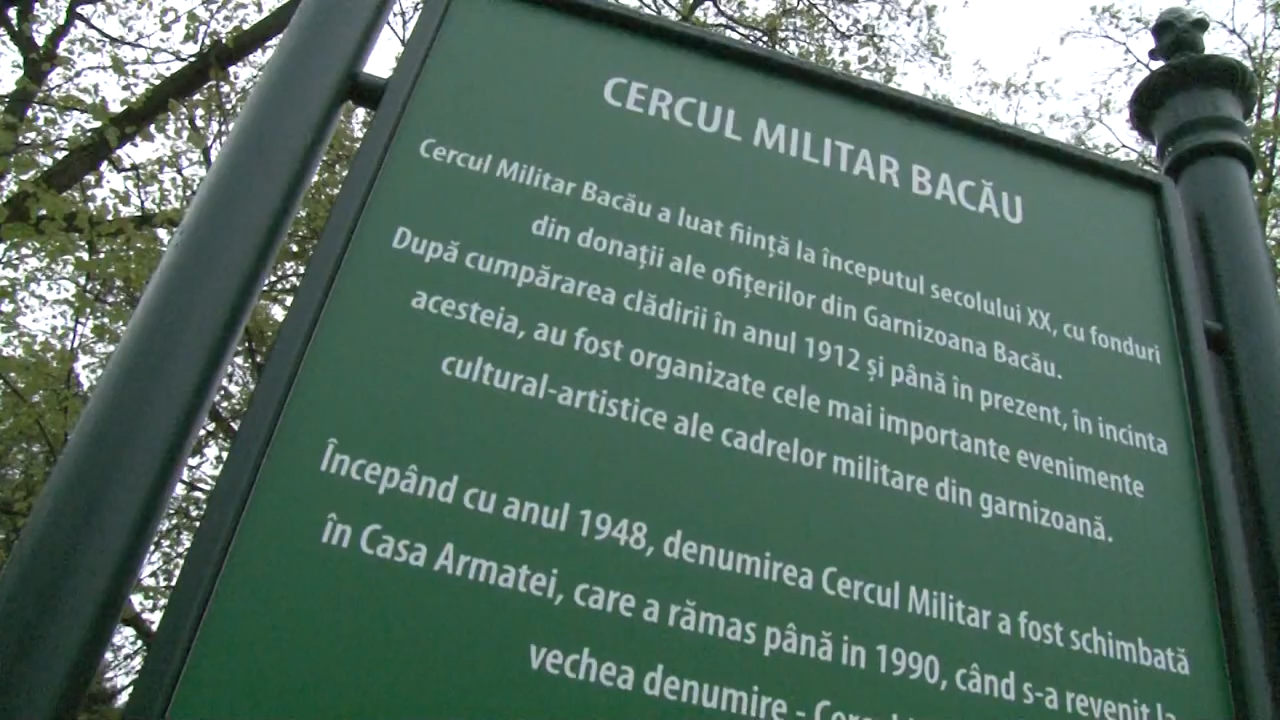 CERCUL MILITAR BACĂU
Cercul Militar Bacău a luat ființă la începutul secolului XX, cu fonduri
din donații ale ofițerilor din Garnizoana Bacău.
După cumpărarea clădirii în anul 1912 și până în prezent, în incinta
acesteia, au fost organizate cele mai importante evenimente
cultural-artistice ale cadrelor militare din garnizoană.
Începând cu anul 1948, denumirea Cercul Militar a fost schimbată
în Casa Armatei, care a rămas până in 1990, când s-a revenit la
vechea denumire -